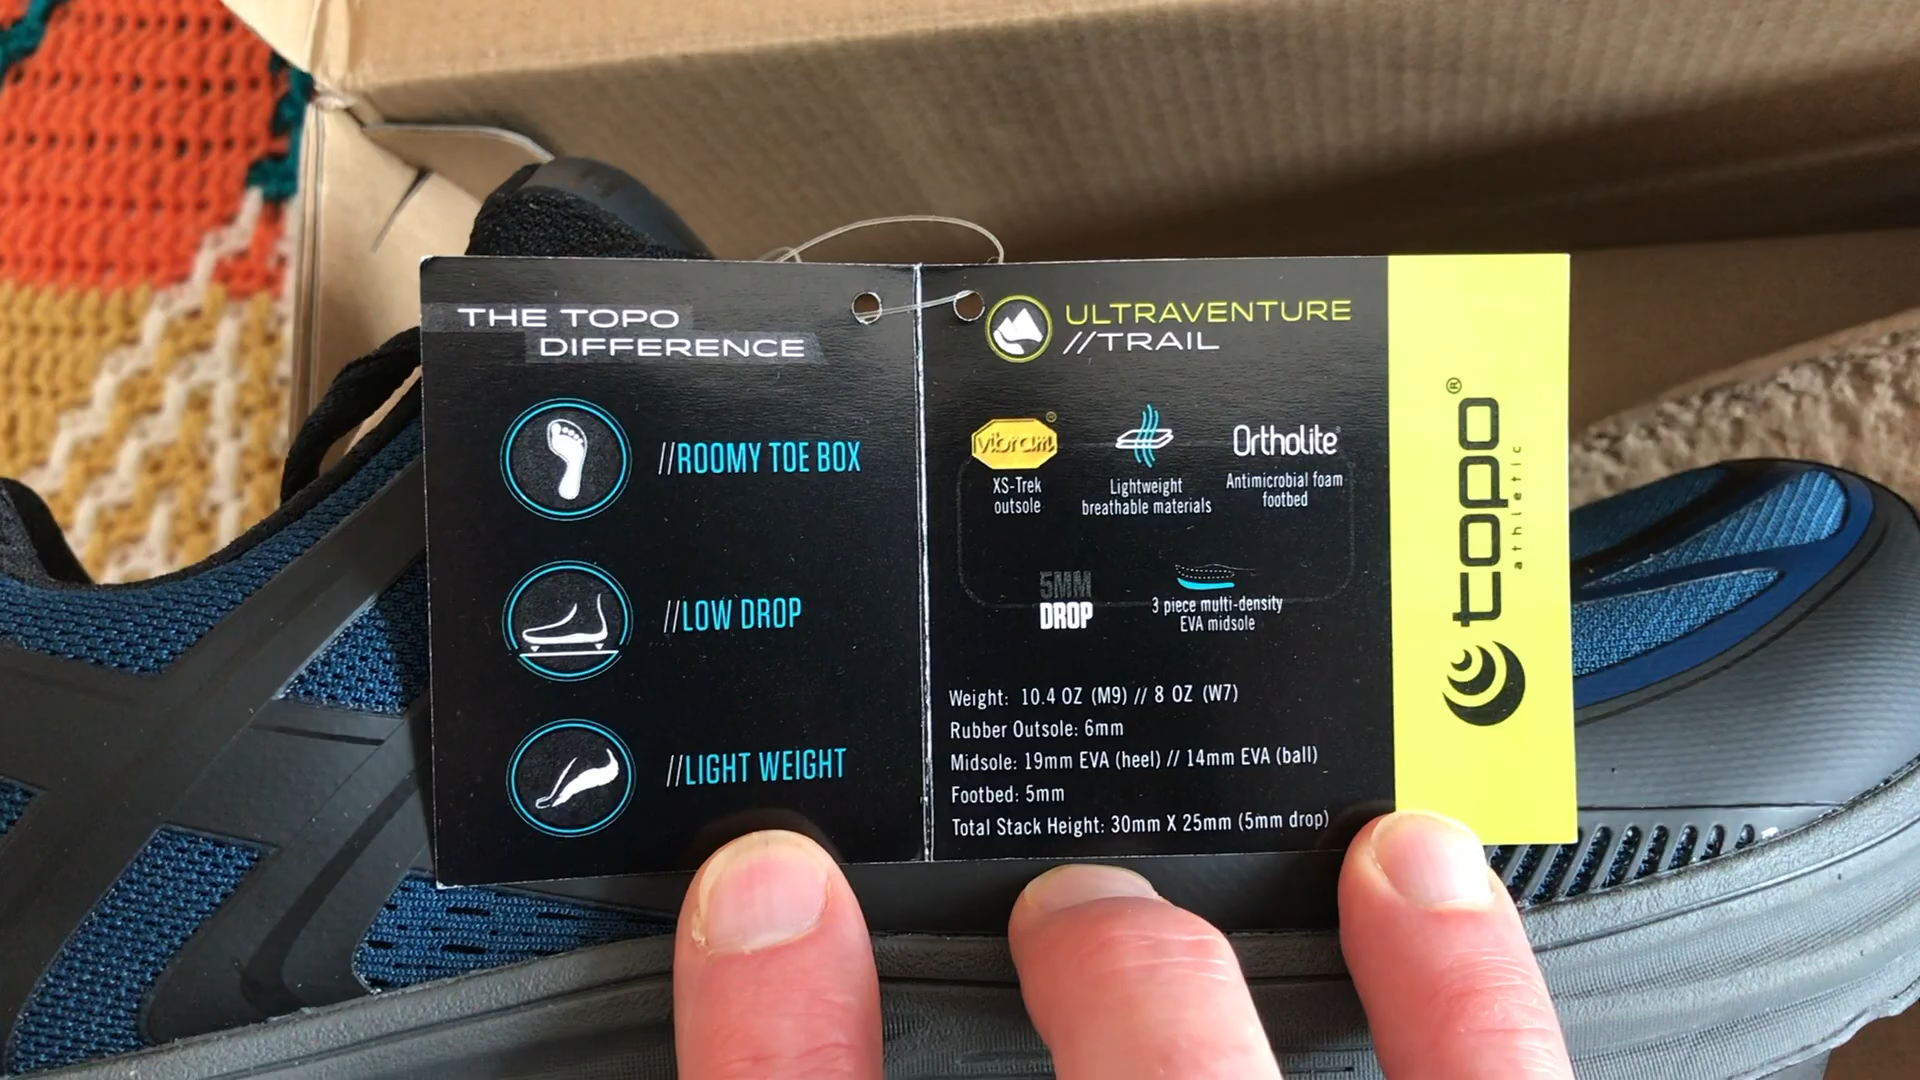 THE TOPO
DIFFERENCE
//ROOMY TOE BOX
//LOW DROP
//LIGHT WEIGHT
ULTRAVENTURE
//TRAIL
vibram®
XS-Trek
outsole
Lightweight
breathable materials
OrthoLite®
Antimicrobial foam
footbed
5MM
DROP
3 piece multi-density
EVA midsole
Weight: 10.4 OZ (M9) // 8 OZ (W7)
Rubber Outsole: 6mm
Midsole: 19mm EVA (heel) // 14mm EVA (ball)
Footbed: 5mm
Total Stack Height: 30mm X 25mm (5mm drop)
topo®
athletic